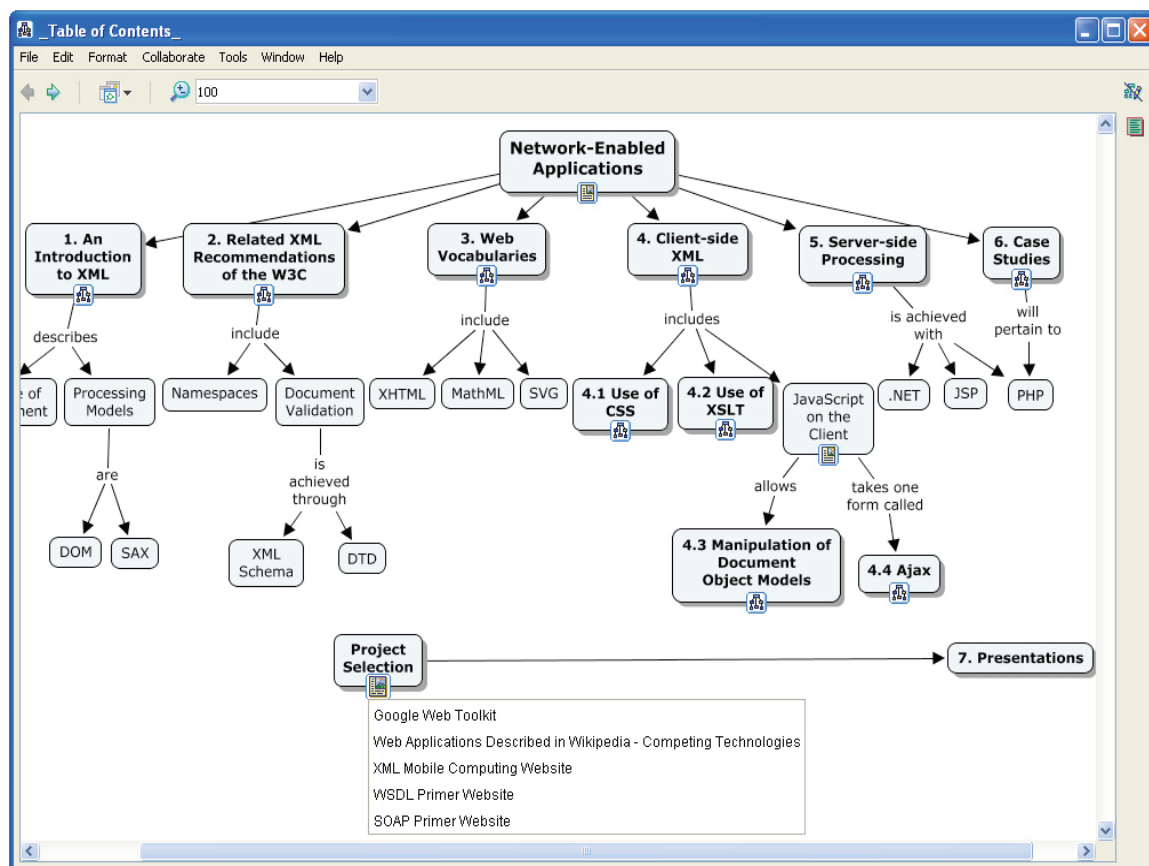 _Table of Contents_
File Edit Format Collaborate Tools Window Help
100
Network-Enabled
Applications
1. An
Introduction
to XML
2. Related XML
Recommendations
of the W3C
3. Web
Vocabularies
4. Client-side
XML
5. Server-side
Processing
6. Case
Studies
describes
include
include
includes
is achieved
with
will
pertain to
e of
nent
Processing
Models
Namespaces
Document
Validation
XHTML
MathML
SVG
4.1 Use of
CSS
4.2 Use of
XSLT
JavaScript
on the
Client
.NET
JSP
PHP
are
is
achieved
through
allows
takes one
form called
DOM
SAX
XML
Schema
DTD
4.3 Manipulation of
Document
Object Models
4.4 Ajax
Project
Selection
7. Presentations
Google Web Toolkit
Web Applications Described in Wikipedia - Competing Technologies
XML Mobile Computing Website
WSDL Primer Website
SOAP Primer Website